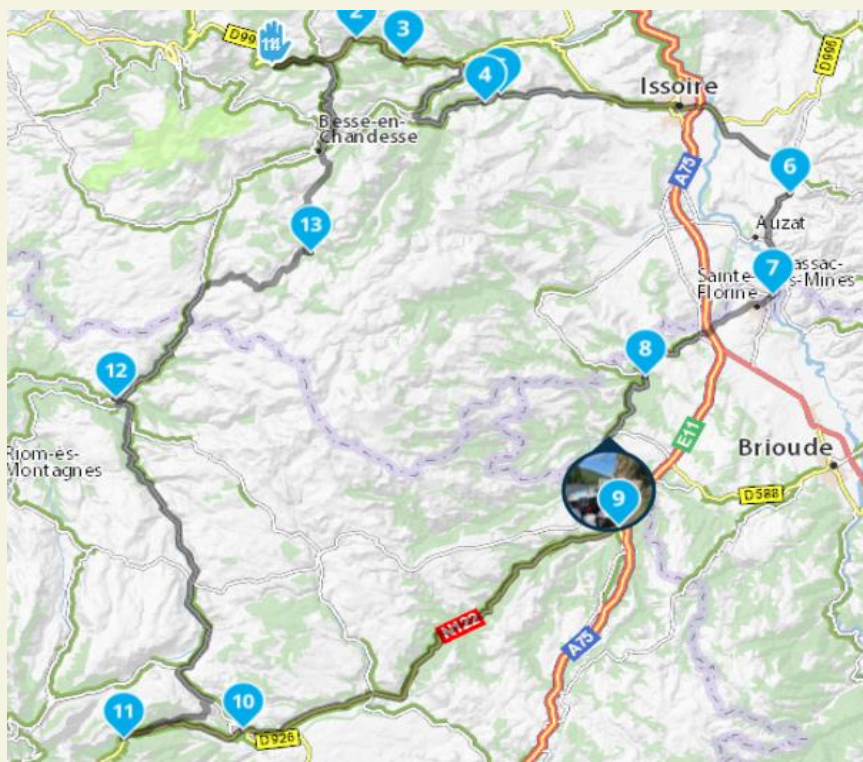 D99
2
3
4
Issoire
D996
Besse-en-
Chandesse
A75
6
13
Auzat
7
assac-
Sainte-
s-Mines
Florine
8
12
E11
Riom-ès-
Montagnes
Brioude
D588
9
N122
A75
11
10
D926